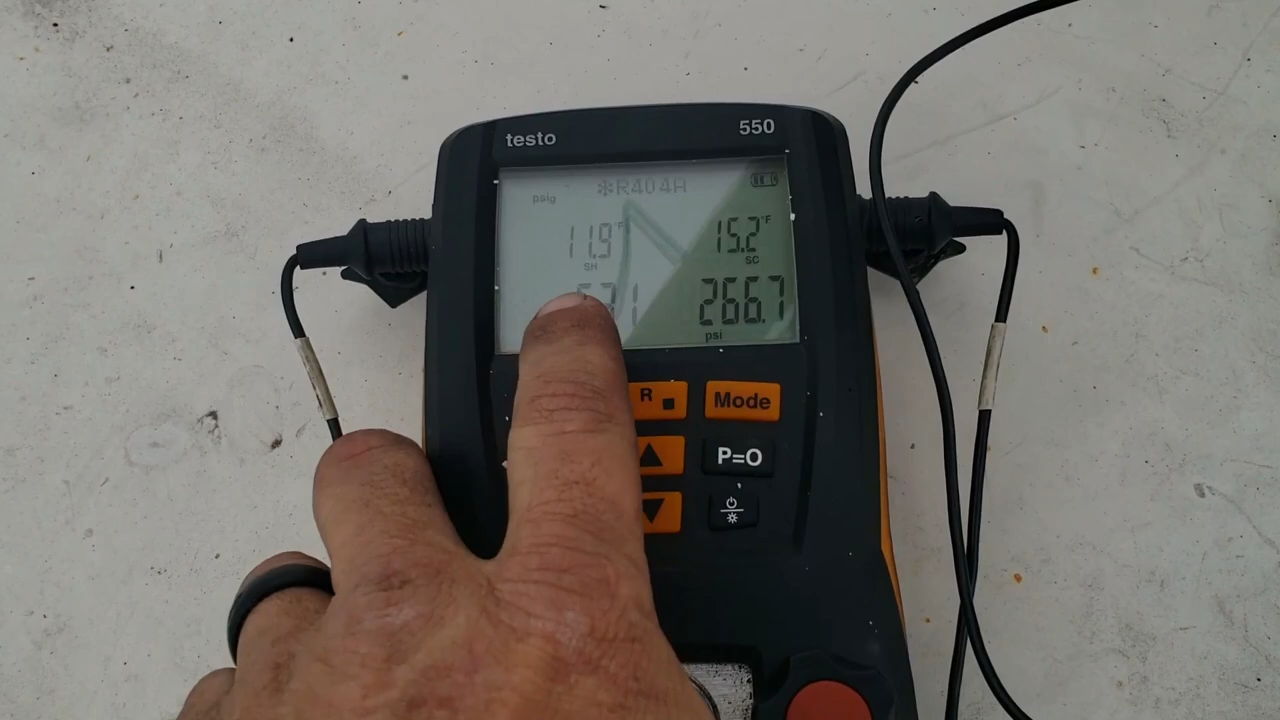 testo 550
psig ❄R404A
11.9°F 15.2°F
SH SC
266.7
psi
R ■ Mode
▲ P=O
▼